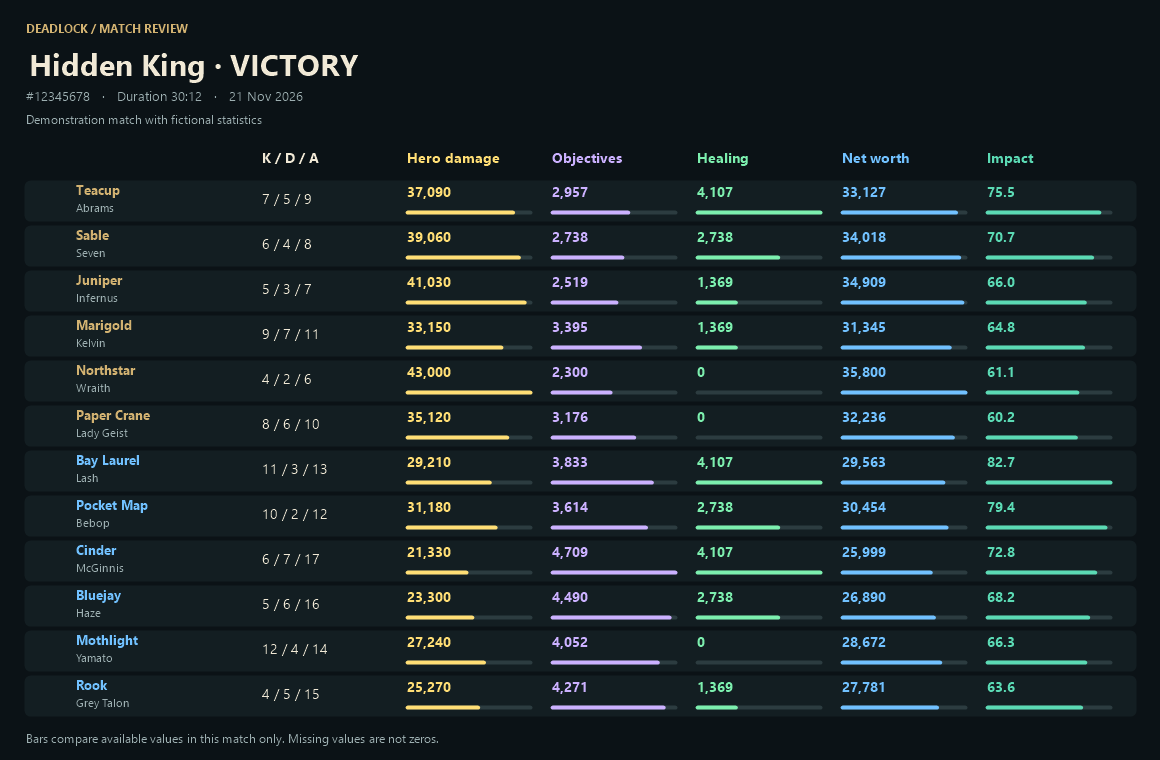 DEADLOCK / MATCH REVIEW
Hidden King · VICTORY
#12345678 · Duration 30:12 · 21 Nov 2026
Demonstration match with fictional statistics
K / D / A Hero damage Objectives Healing Net worth Impact
Teacup 7 / 5 / 9 37,090 2,957 4,107 33,127 75.5
Abrams
Sable 6 / 4 / 8 39,060 2,738 2,738 34,018 70.7
Seven
Juniper 5 / 3 / 7 41,030 2,519 1,369 34,909 66.0
Infernus
Marigold 9 / 7 / 11 33,150 3,395 1,369 31,345 64.8
Kelvin
Northstar 4 / 2 / 6 43,000 2,300 0 35,800 61.1
Wraith
Paper Crane 8 / 6 / 10 35,120 3,176 0 32,236 60.2
Lady Geist
Bay Laurel 11 / 3 / 13 29,210 3,833 4,107 29,563 82.7
Lash
Pocket Map 10 / 2 / 12 31,180 3,614 2,738 30,454 79.4
Bebop
Cinder 6 / 7 / 17 21,330 4,709 4,107 25,999 72.8
McGinnis
Bluejay 5 / 6 / 16 23,300 4,490 2,738 26,890 68.2
Haze
Mothlight 12 / 4 / 14 27,240 4,052 0 28,672 66.3
Yamato
Rook 4 / 5 / 15 25,270 4,271 1,369 27,781 63.6
Grey Talon
Bars compare available values in this match only. Missing values are not zeros.